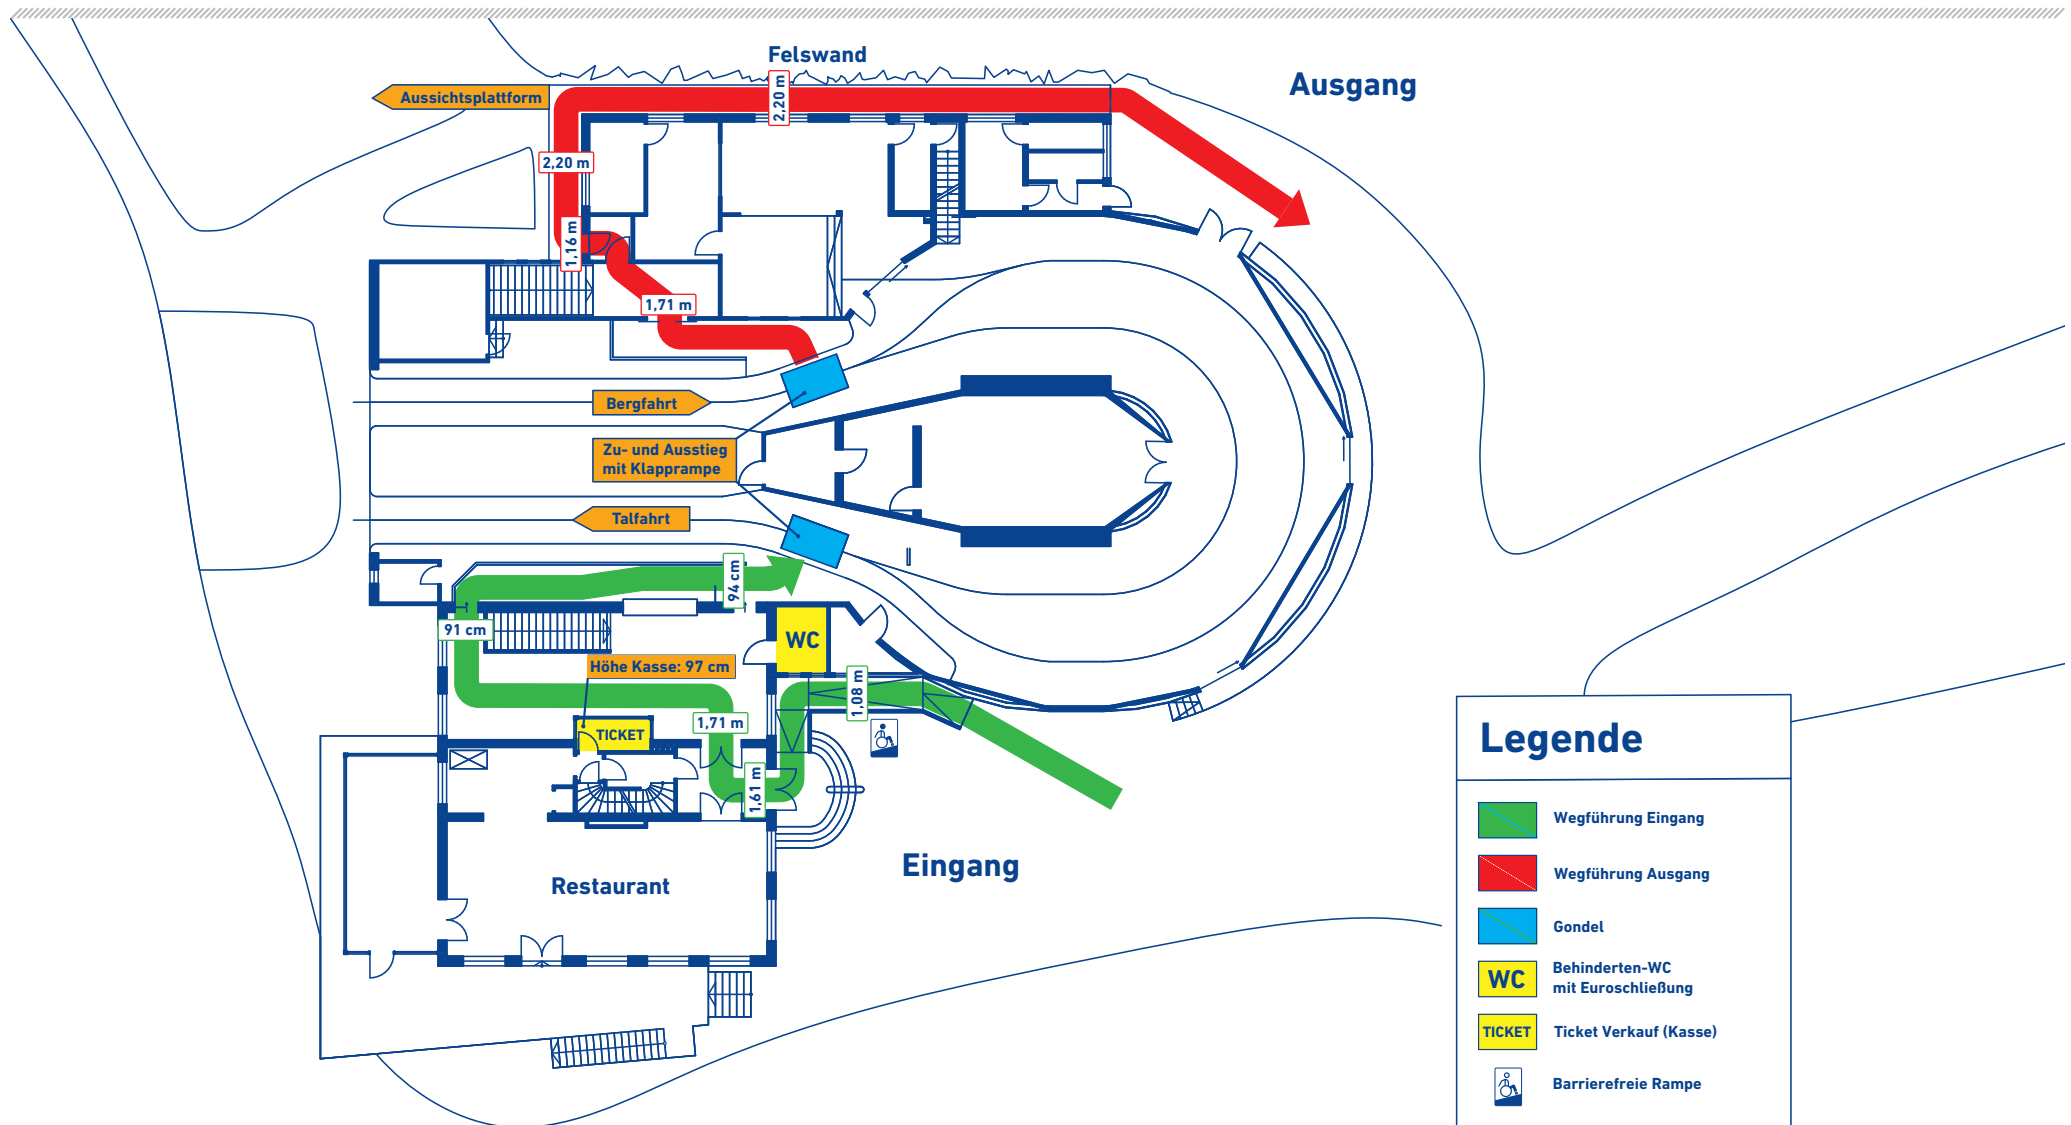 Felswand
Ausgang
Aussichtsplattform
2,20 m
2,20 m
1,16 m
1,71 m
Bergfahrt
Zu- und Ausstieg
mit Klapprampe
Talfahrt
94 cm
91 cm
WC
Höhe Kasse: 97 cm
1,08 m
1,71 m
TICKET
1,61 m
Eingang
Restaurant
Legende
Wegführung Eingang
Wegführung Ausgang
Gondel
WC
Behinderten-WC
mit Euroschließung
TICKET
Ticket Verkauf (Kasse)
Barrierefreie Rampe